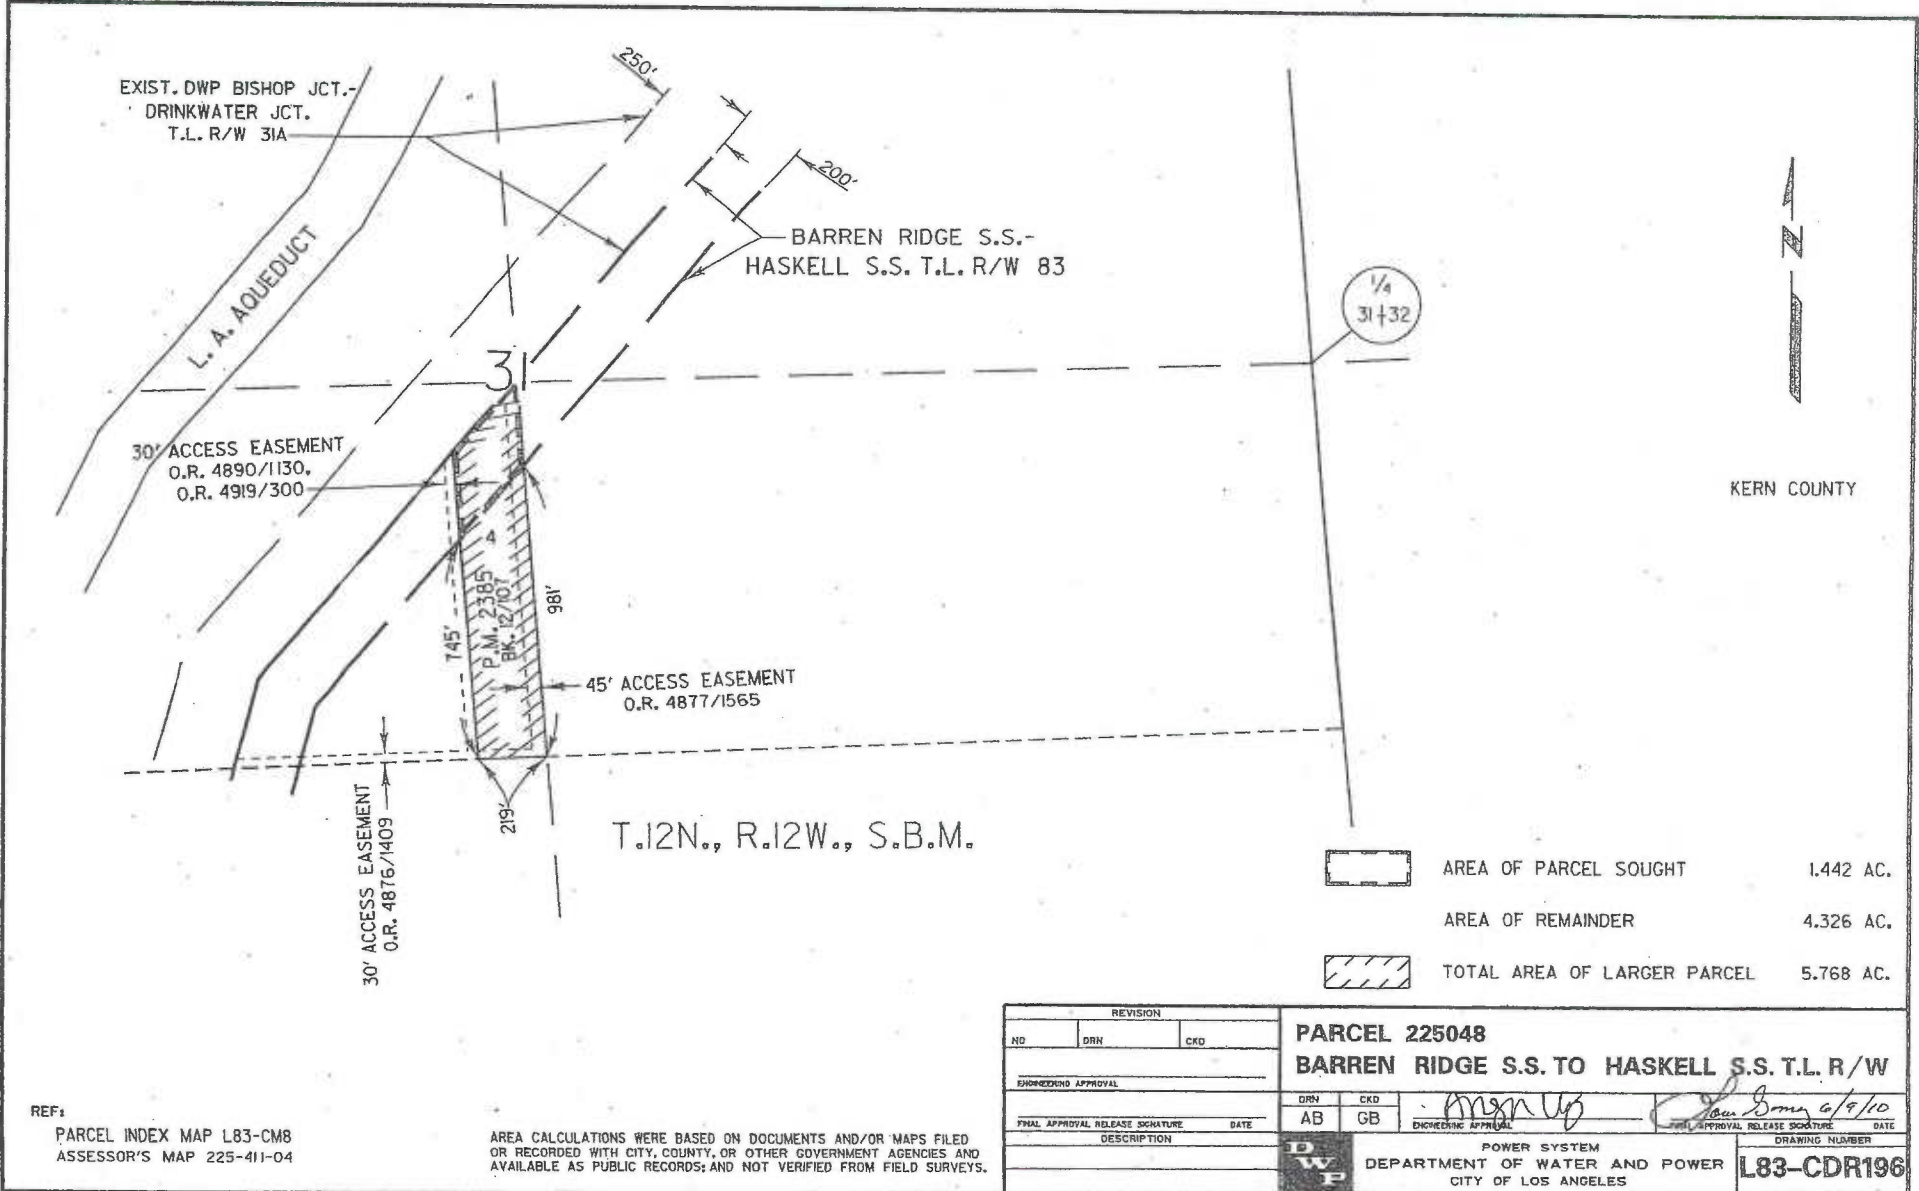 250'
EXIST. DWP BISHOP JCT.-
DRINKWATER JCT.
T.L. R/W 31A
200'
BARREN RIDGE S.S.-
HASKELL S.S. T.L. R/W 83
L. A. AQUEDUCT
1/4
31 32
N
31
30' ACCESS EASEMENT
O.R. 4890/1130,
O.R. 4919/300
KERN COUNTY
4
P.M. 2385
BK. 12/107
745'
981'
45' ACCESS EASEMENT
O.R. 4877/1565
219'
30' ACCESS EASEMENT
O.R. 4876/1409
T.12N., R.12W., S.B.M.
AREA OF PARCEL SOUGHT 1.442 AC.
AREA OF REMAINDER 4.326 AC.
TOTAL AREA OF LARGER PARCEL 5.768 AC.
REVISION
NO DRN CKD
ENGINEERING APPROVAL
FINAL APPROVAL RELEASE SIGNATURE DATE
DESCRIPTION
PARCEL 225048
BARREN RIDGE S.S. TO HASKELL S.S. T.L. R/W
DRN CKD
AB GB
ENGINEERING APPROVAL
6/9/10
APPROVAL RELEASE SIGNATURE DATE
DWP
POWER SYSTEM
DEPARTMENT OF WATER AND POWER
CITY OF LOS ANGELES
DRAWING NUMBER
L83-CDR196
REF:
PARCEL INDEX MAP L83-CM8
ASSESSOR'S MAP 225-411-04
AREA CALCULATIONS WERE BASED ON DOCUMENTS AND/OR MAPS FILED
OR RECORDED WITH CITY, COUNTY, OR OTHER GOVERNMENT AGENCIES AND
AVAILABLE AS PUBLIC RECORDS; AND NOT VERIFIED FROM FIELD SURVEYS.